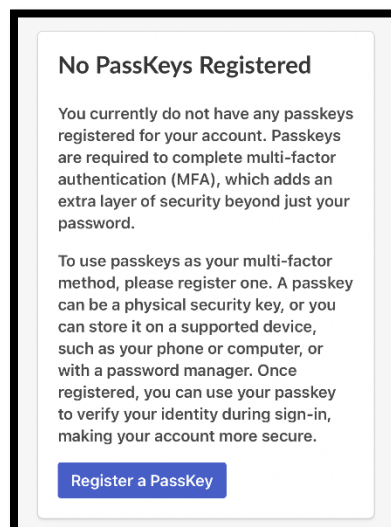 No PassKeys Registered
You currently do not have any passkeys
registered for your account. Passkeys
are required to complete multi-factor
authentication (MFA), which adds an
extra layer of security beyond just your
password.
To use passkeys as your multi-factor
method, please register one. A passkey
can be a physical security key, or you
can store it on a supported device,
such as your phone or computer, or
with a password manager. Once
registered, you can use your passkey
to verify your identity during sign-in,
making your account more secure.
Register a PassKey